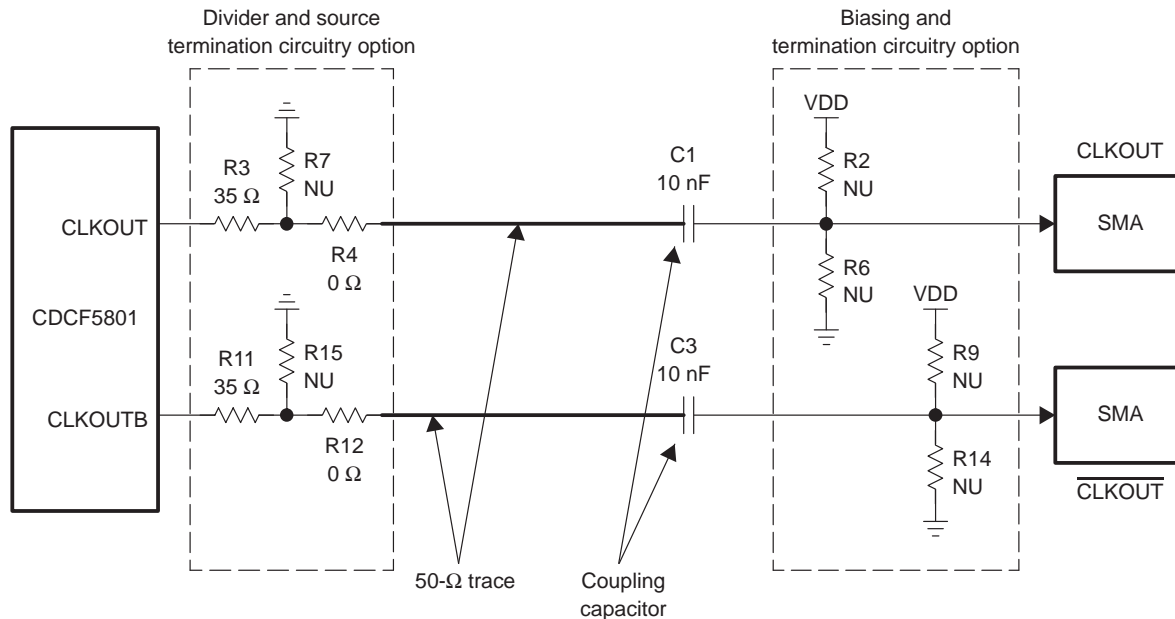 Divider and source
termination circuitry option
Biasing and
termination circuitry option
VDD
R3
35 Ω
R7
NU
C1
10 nF
R2
NU
CLKOUT
CLKOUT
SMA
R4
0 Ω
R6
NU
CDCF5801
VDD
R11
35 Ω
R15
NU
C3
10 nF
R9
NU
CLKOUTB
SMA
R12
0 Ω
R14
NU
CLKOUT
50-Ω trace
Coupling
capacitor